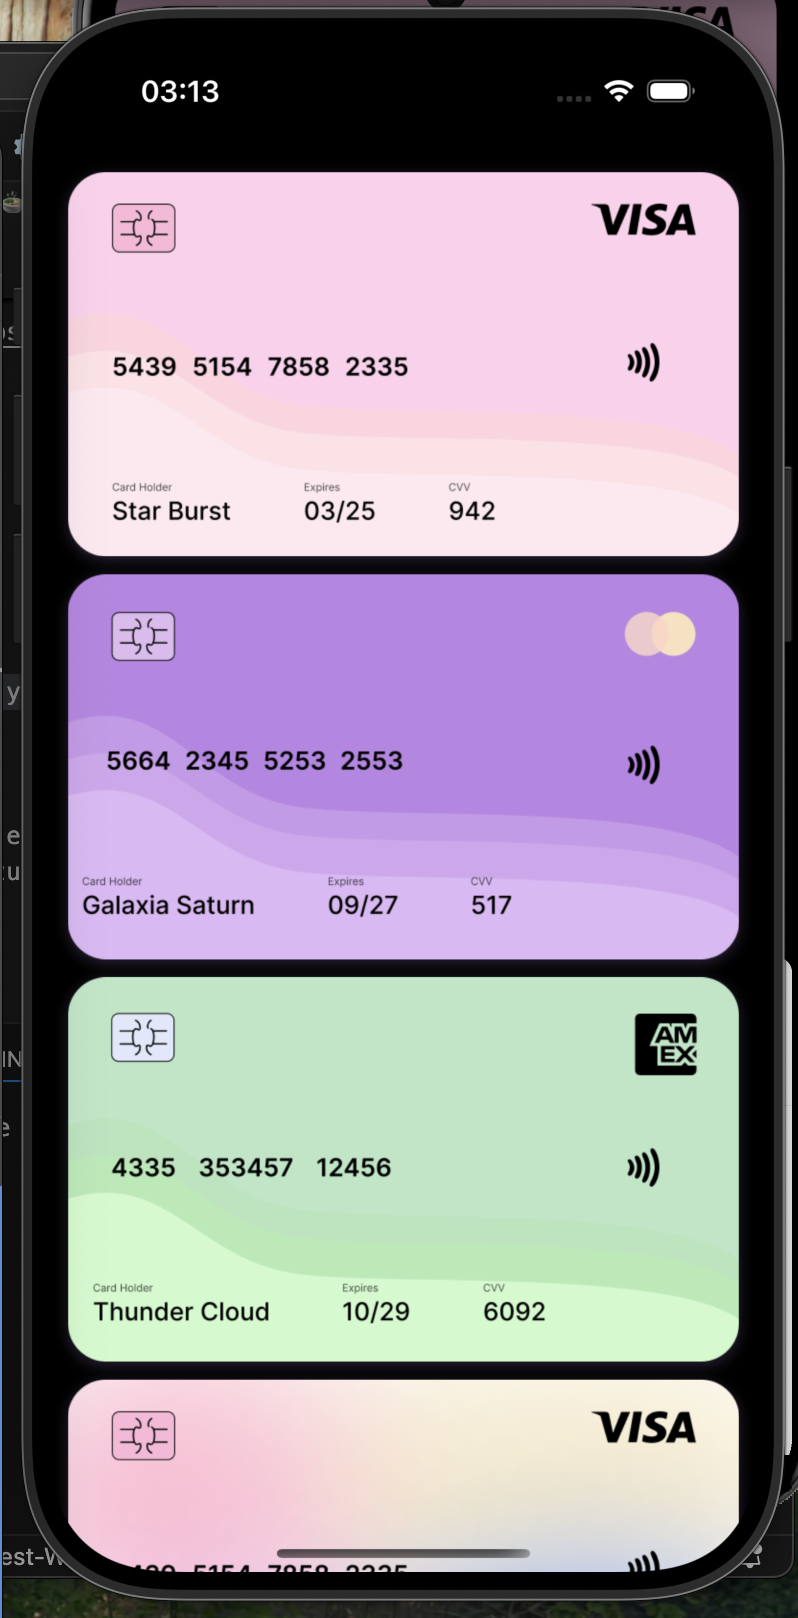 03:13
VISA
5439 5154 7858 2335
Card Holder Expires CVV
Star Burst 03/25 942
5664 2345 5253 2553
Card Holder Expires CVV
Galaxia Saturn 09/27 517
AM
EX
4335 353457 12456
Card Holder Expires CVV
Thunder Cloud 10/29 6092
VISA